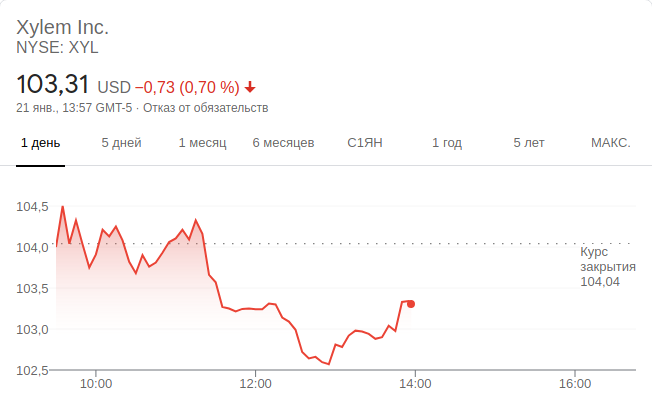 Xylem Inc.
NYSE: XYL
103,31 USD −0,73 (0,70 %)
21 янв., 13:57 GMT-5 · Отказ от обязательств
1 день 5 дней 1 месяц 6 месяцев С1ЯН 1 год 5 лет МАКС.
104,5
104,0
Курс
закрытия
103,5 104,04
103,0
102,5
10:00 12:00 14:00 16:00